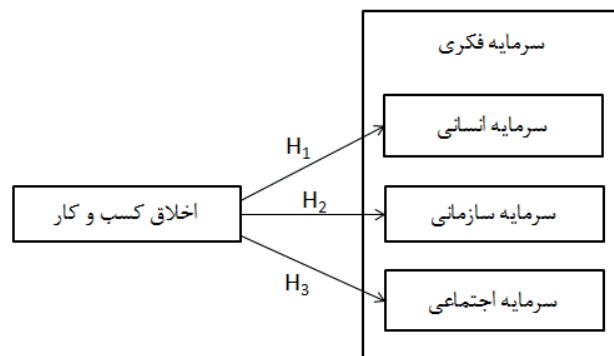 سرمایه فکری
سرمایه انسانی
H1
اخلاق کسب و کار
H2
سرمایه سازمانی
H3
سرمایه اجتماعی